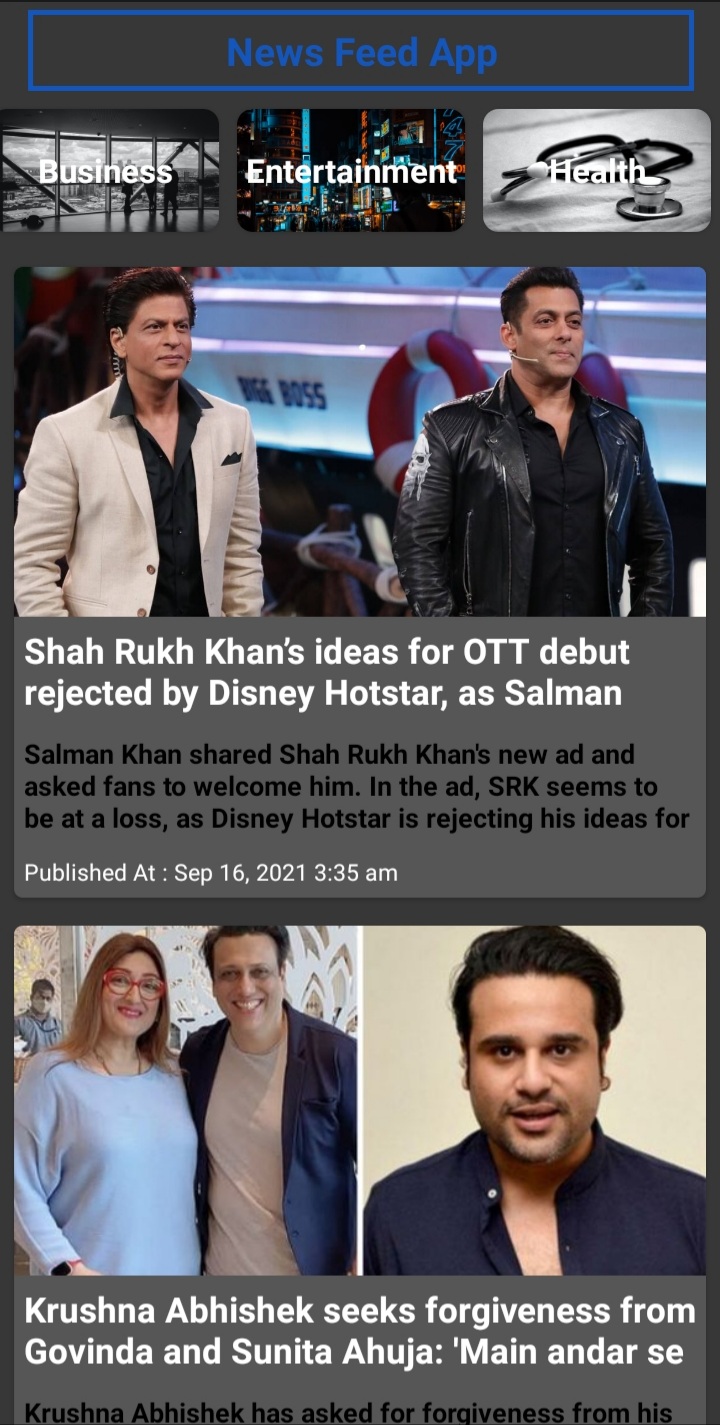 News Feed App
Business
Entertainment
Health
BIGG BOSS
Shah Rukh Khan’s ideas for OTT debut
rejected by Disney Hotstar, as Salman
Salman Khan shared Shah Rukh Khan's new ad and
asked fans to welcome him. In the ad, SRK seems to
be at a loss, as Disney Hotstar is rejecting his ideas for
Published At : Sep 16, 2021 3:35 am
Krushna Abhishek seeks forgiveness from
Govinda and Sunita Ahuja: 'Main andar se
Krushna Abhishek has asked for forgiveness from his